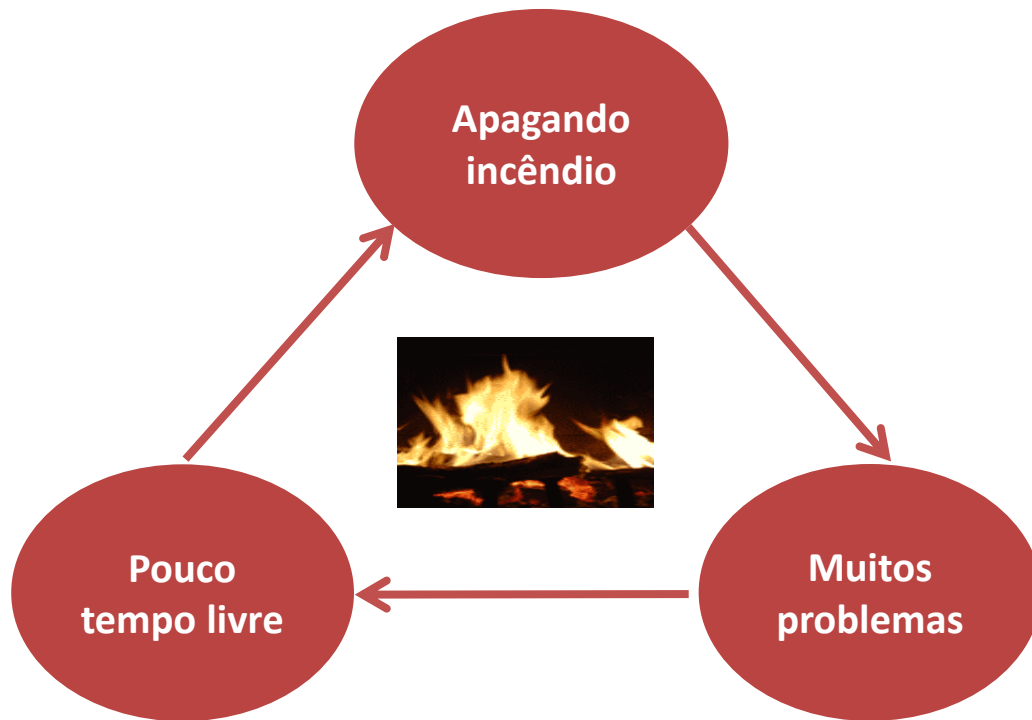 Apagando
incêndio
Pouco
tempo livre
Muitos
problemas